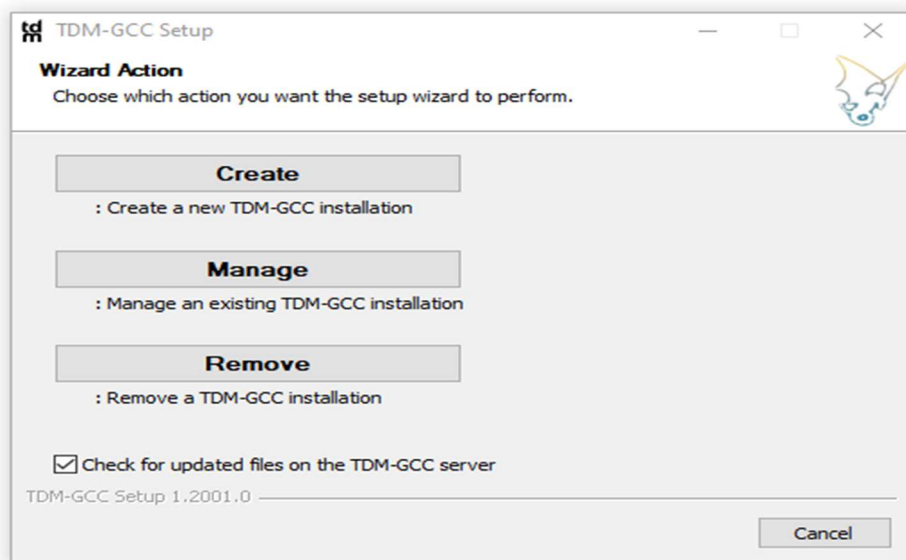 tdm TDM-GCC Setup
Wizard Action
Choose which action you want the setup wizard to perform.
Create
: Create a new TDM-GCC installation
Manage
: Manage an existing TDM-GCC installation
Remove
: Remove a TDM-GCC installation
Check for updated files on the TDM-GCC server
TDM-GCC Setup 1.2001.0
Cancel